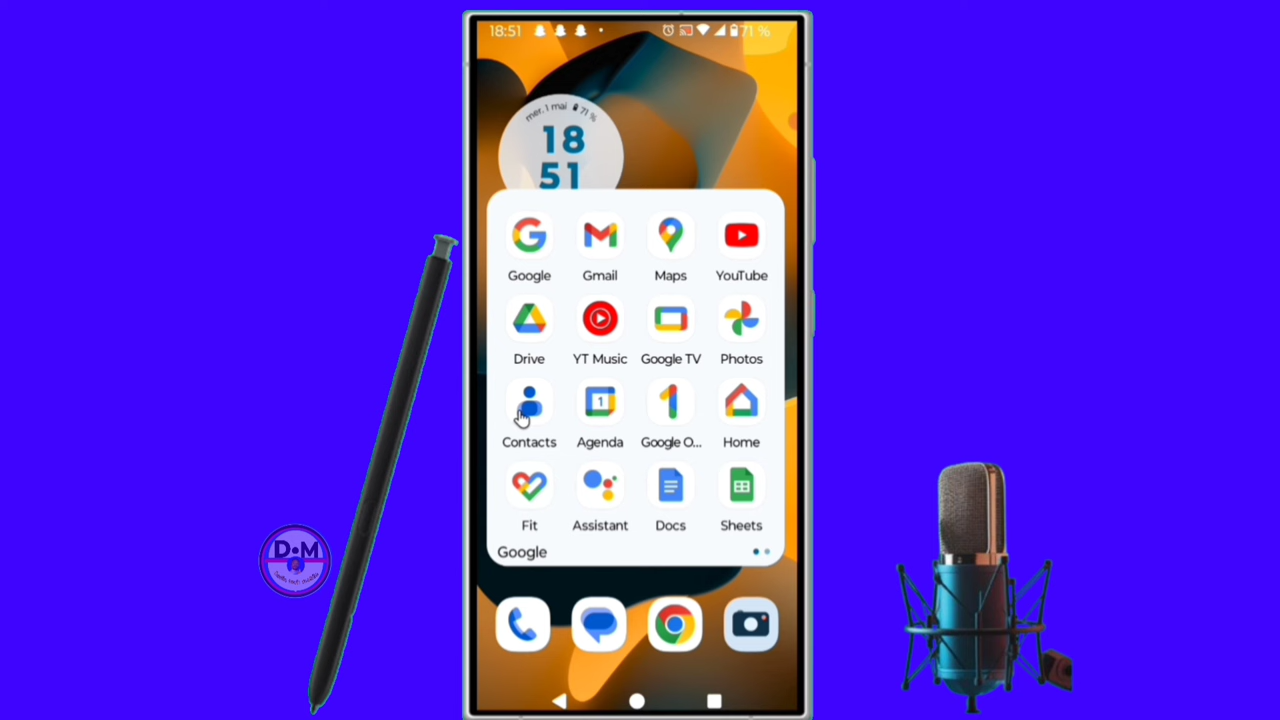 18:51 71 %
mer. 1 mai 71 %
18
51
Google Gmail Maps YouTube
Drive YT Music Google TV Photos
1
Contacts Agenda Google O... Home
Fit Assistant Docs Sheets
Google
D•M